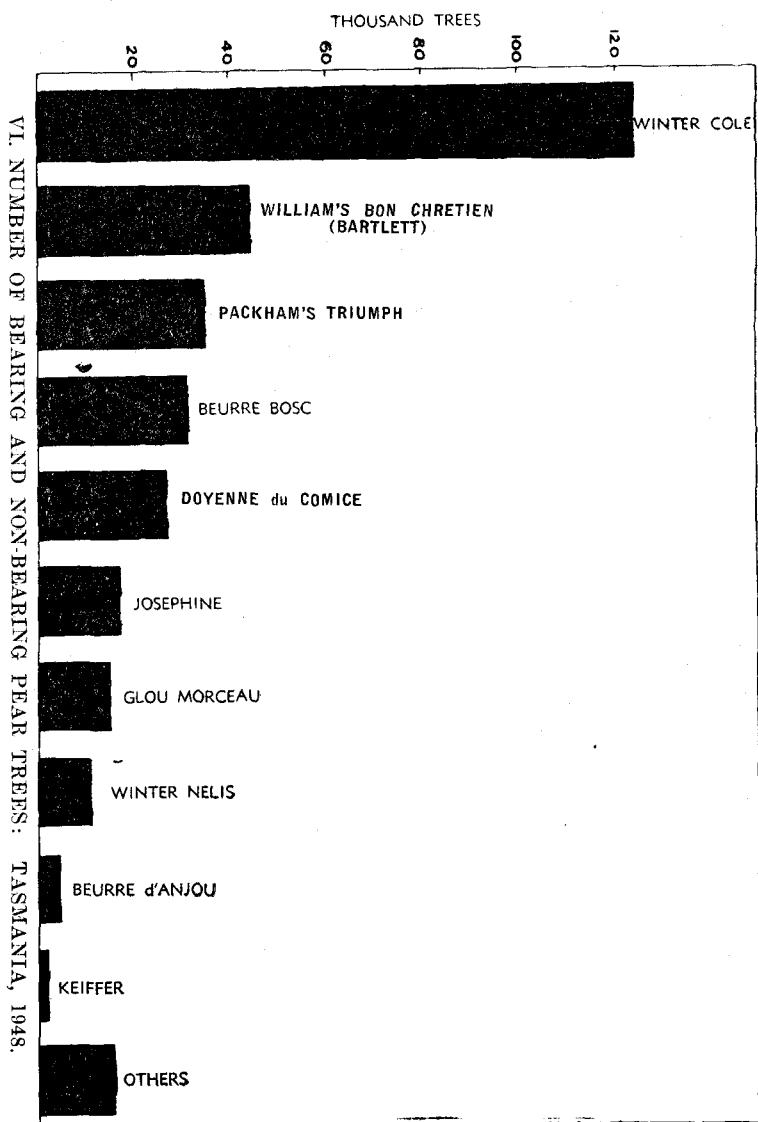 THOUSAND TREES
20 40 60 80 100 120
WINTER COLE
WILLIAM'S BON CHRETIEN
(BARTLETT)
PACKHAM'S TRIUMPH
BEURRE BOSC
DOYENNE du COMICE
JOSEPHINE
GLOU MORCEAU
WINTER NELIS
BEURRE d'ANJOU
KEIFFER
OTHERS
VI. NUMBER OF BEARING AND NON-BEARING PEAR TREES: TASMANIA, 1948.